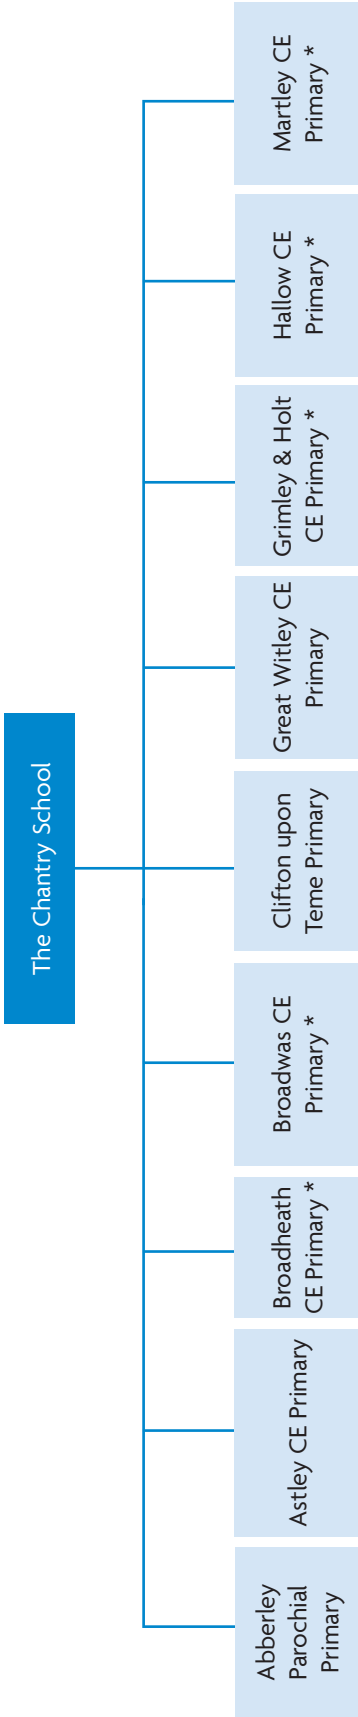 The Chantry School
Abberley
Parochial
Primary
Astley CE Primary
Broadheath
CE Primary *
Broadwas CE
Primary *
Clifton upon
Teme Primary
Great Witley CE
Primary
Grimley & Holt
CE Primary *
Hallow CE
Primary *
Martley CE
Primary *